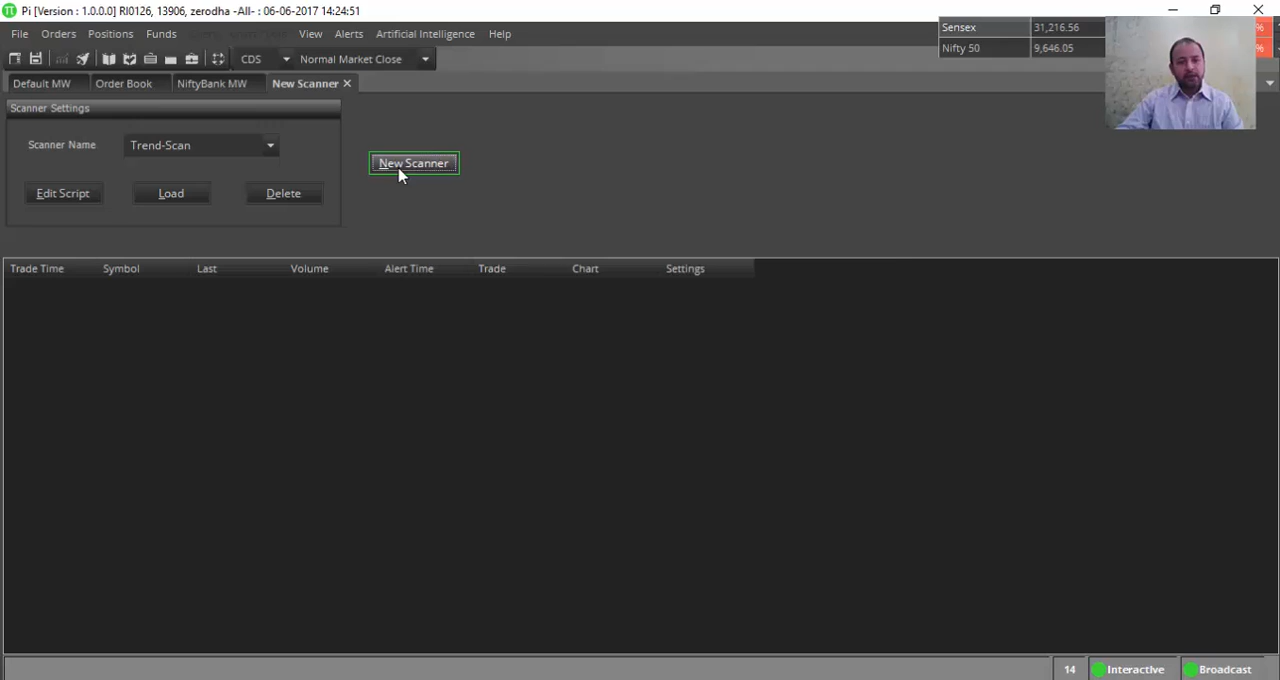 Pi [Version : 1.0.0.0] RI0126, 13906, zerodha -All- : 06-06-2017 14:24:51
File Orders Positions Funds View Alerts Artificial Intelligence Help
Sensex 31,216.56 %
Nifty 50 9,646.05 %
CDS Normal Market Close
Default MW Order Book NiftyBank MW New Scanner
Scanner Settings
Scanner Name Trend-Scan
New Scanner
Edit Script Load Delete
Trade Time Symbol Last Volume Alert Time Trade Chart Settings
14 Interactive Broadcast